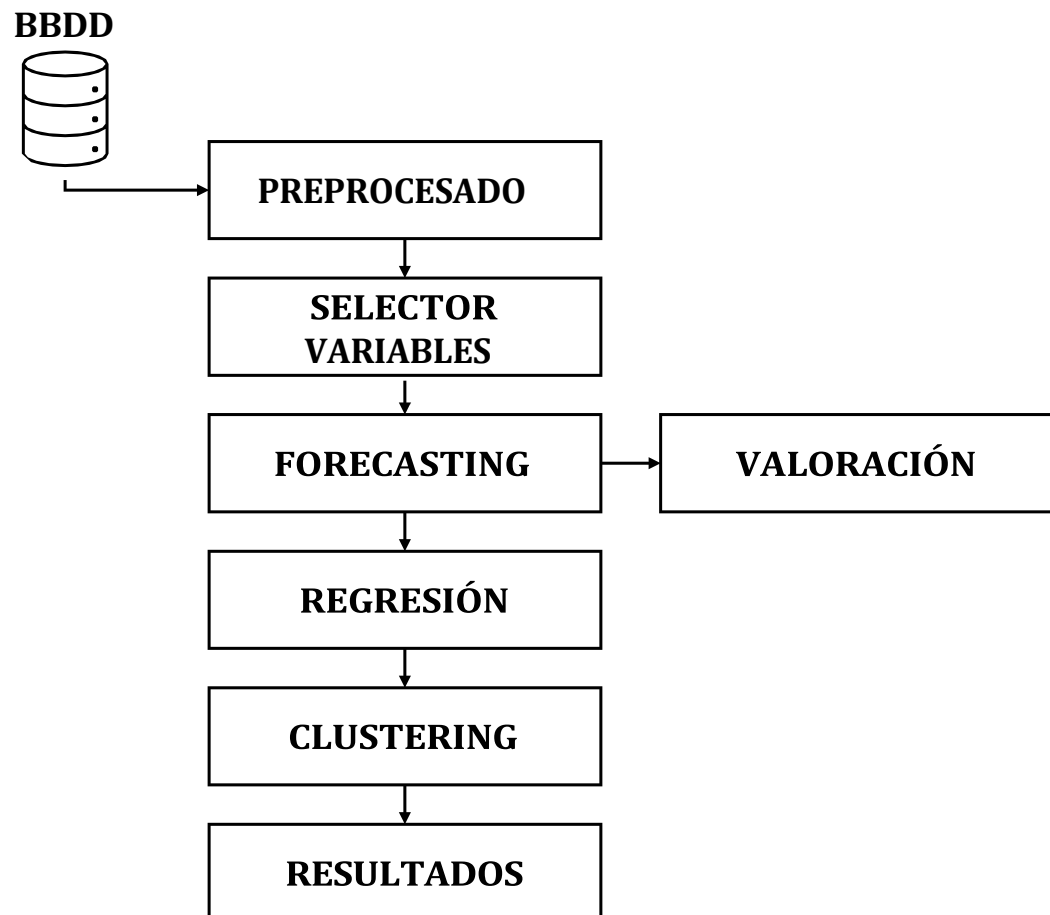 BBDD
PREPROCESADO
SELECTOR
VARIABLES
FORECASTING
VALORACIÓN
REGRESIÓN
CLUSTERING
RESULTADOS